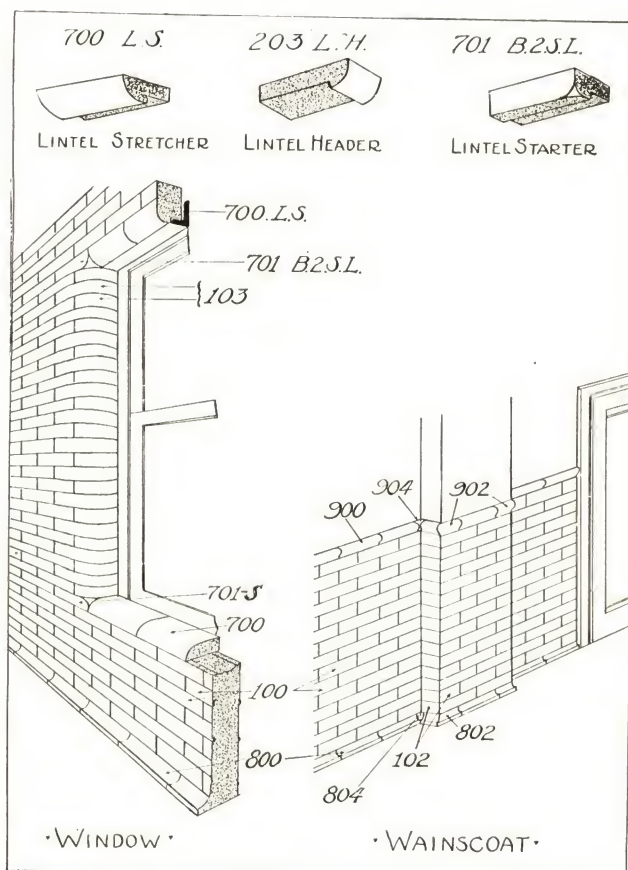 700 L.S. 203 L.H. 701 B.2S.L.
LINTEL STRETCHER LINTEL HEADER LINTEL STARTER
700.L.S.
701 B.2.S.L.
103
904 902
900
701-S
700
100
800
802
102
804
·WINDOW· ·WAINSCOAT·